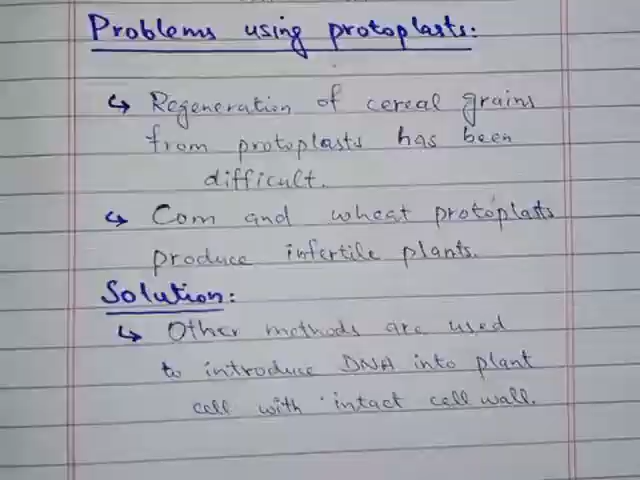 Problems using protoplasts:
↪ Regeneration of cereal grains
from protoplasts has been
difficult.
↪ Corn and wheat protoplasts
produce infertile plants.
Solution:
↪ Other methods are used
to introduce DNA into plant
cell with intact cell wall.